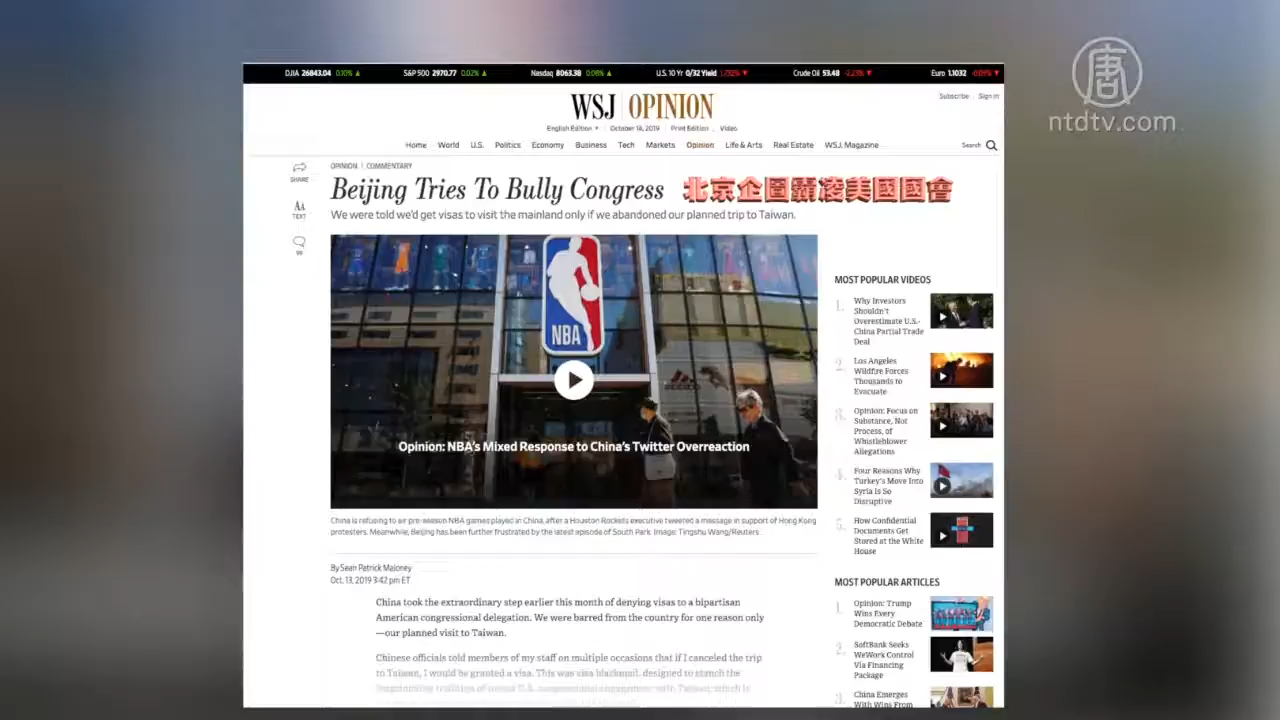 DJIA 26843.04 0.10% ▲ S&P 500 2970.77 0.02% ▲ Nasdaq 8063.38 0.08% ▲ U.S. 10 Yr 0/32 Yield 1.732% ▼ Crude Oil 53.48 -2.23% ▼ Euro 1.1032 -0.09% ▼
唐
ntdtv.com
Subscribe Sign In
WSJ OPINION
English Edition October 14, 2019 Print Edition Video
Home World U.S. Politics Economy Business Tech Markets Opinion Life & Arts Real Estate WSJ. Magazine Search
SHARE
AA
TEXT
99
OPINION | COMMENTARY
Beijing Tries To Bully Congress 北京企圖霸凌美國國會
We were told we'd get visas to visit the mainland only if we abandoned our planned trip to Taiwan.
NBA
Opinion: NBA's Mixed Response to China's Twitter Overreaction
China is refusing to air pre-season NBA games played in China, after a Houston Rockets executive tweeted a message in support of Hong Kong
protesters. Meanwhile, Beijing has been further frustrated by the latest episode of South Park. Image: Tingshu Wang/Reuters
By Sean Patrick Maloney
Oct. 13, 2019 3:42 pm ET
China took the extraordinary step earlier this month of denying visas to a bipartisan
American congressional delegation. We were barred from the country for one reason only
—our planned visit to Taiwan.
Chinese officials told members of my staff on multiple occasions that if I canceled the trip
to Taiwan, I would be granted a visa. This was visa blackmail, designed to stanch the
MOST POPULAR VIDEOS
1.
Why Investors
Shouldn't
Overestimate U.S.-
China Partial Trade
Deal
2.
Los Angeles
Wildfire Forces
Thousands to
Evacuate
3.
Opinion: Focus on
Substance, Not
Process, of
Whistleblower
Allegations
4.
Four Reasons Why
Turkey's Move Into
Syria Is So
Disruptive
5.
How Confidential
Documents Get
Stored at the White
House
MOST POPULAR ARTICLES
1.
Opinion: Trump
Wins Every
Democratic Debate
2.
SoftBank Seeks
WeWork Control
Via Financing
Package
3.
China Emerges
With Wins From